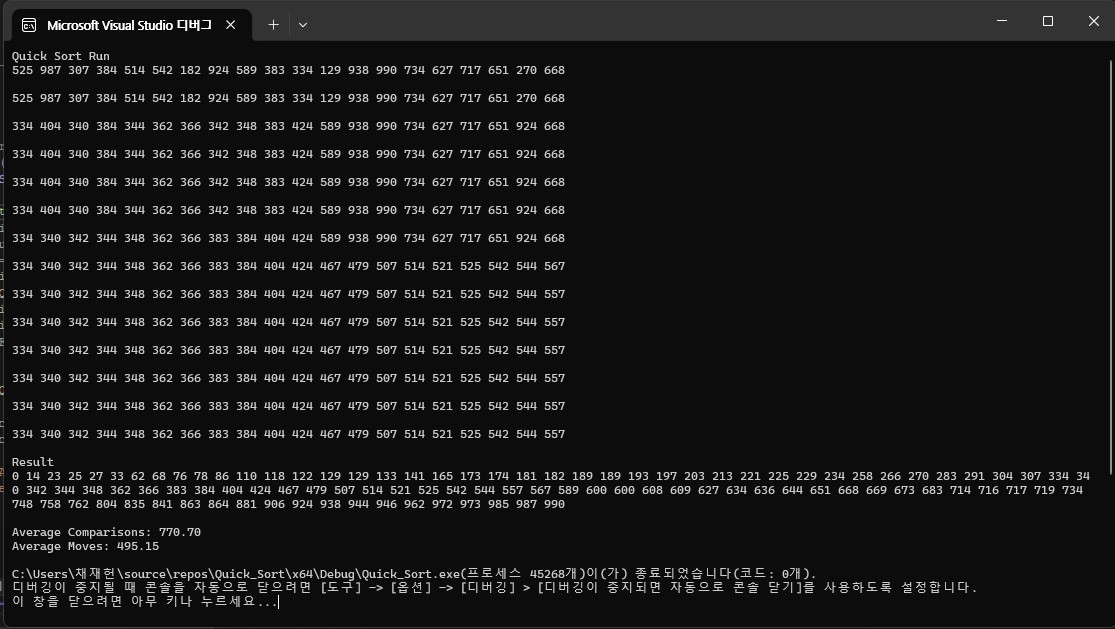 Microsoft Visual Studio 디버그
Quick Sort Run
525 987 307 384 514 542 182 924 589 383 334 129 938 990 734 627 717 651 270 668
525 987 307 384 514 542 182 924 589 383 334 129 938 990 734 627 717 651 270 668
334 404 340 384 344 362 366 342 348 383 424 589 938 990 734 627 717 651 924 668
334 404 340 384 344 362 366 342 348 383 424 589 938 990 734 627 717 651 924 668
334 404 340 384 344 362 366 342 348 383 424 589 938 990 734 627 717 651 924 668
334 404 340 384 344 362 366 342 348 383 424 589 938 990 734 627 717 651 924 668
334 340 342 344 348 362 366 383 384 404 424 589 938 990 734 627 717 651 924 668
334 340 342 344 348 362 366 383 384 404 424 467 479 507 514 521 525 542 544 567
334 340 342 344 348 362 366 383 384 404 424 467 479 507 514 521 525 542 544 557
334 340 342 344 348 362 366 383 384 404 424 467 479 507 514 521 525 542 544 557
334 340 342 344 348 362 366 383 384 404 424 467 479 507 514 521 525 542 544 557
334 340 342 344 348 362 366 383 384 404 424 467 479 507 514 521 525 542 544 557
334 340 342 344 348 362 366 383 384 404 424 467 479 507 514 521 525 542 544 557
334 340 342 344 348 362 366 383 384 404 424 467 479 507 514 521 525 542 544 557
Result
0 14 23 25 27 33 62 68 76 78 86 110 118 122 129 129 133 141 165 173 174 181 182 189 189 193 197 203 213 221 225 229 234 258 266 270 283 291 304 307 334 34
0 342 344 348 362 366 383 384 404 424 467 479 507 514 521 525 542 544 557 567 589 600 600 608 609 627 634 636 644 651 668 669 673 683 714 716 717 719 734
748 758 762 804 835 841 863 864 881 906 924 938 944 946 962 972 973 985 987 990
Average Comparisons: 770.70
Average Moves: 495.15
C:\Users\채재헌\source\repos\Quick_Sort\x64\Debug\Quick_Sort.exe(프로세스 45268개)이(가) 종료되었습니다(코드: 0개).
디버깅이 중지될 때 콘솔을 자동으로 닫으려면 [도구] -> [옵션] -> [디버깅] > [디버깅이 중지되면 자동으로 콘솔 닫기]를 사용하도록 설정합니다.
이 창을 닫으려면 아무 키나 누르세요...